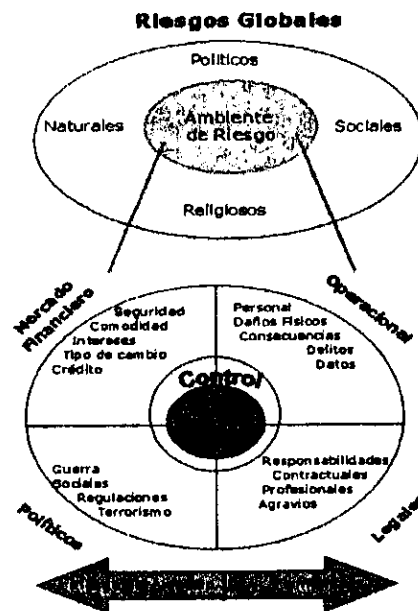 Riesgos Globales
Políticos
Naturales
Ambiente
de Riesgo
Sociales
Religiosos
Mercado
Financiero
Operacional
Seguridad
Comodidad
Intereses
Tipo de cambio
Crédito
Personal
Daños Físicos
Consecuencias
Delitos
Datos
Control
Guerra
Sociales
Regulaciones
Terrorismo
Responsabilidades
Contractuales
Profesionales
Agravios
Políticos
Legales